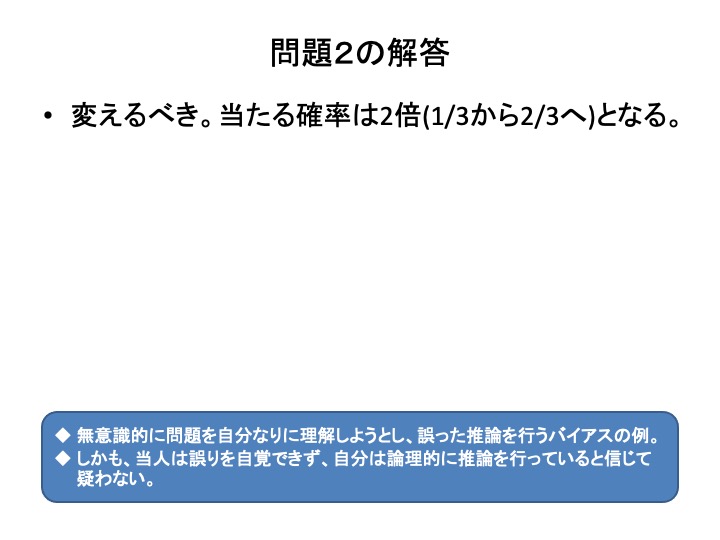 問題２の解答
• 変えるべき。当たる確率は2倍(1/3から2/3へ)となる。
◆ 無意識的に問題を自分なりに理解しようとし、誤った推論を行うバイアスの例。
◆ しかも、当人は誤りを自覚できず、自分は論理的に推論を行っていると信じて
疑わない。